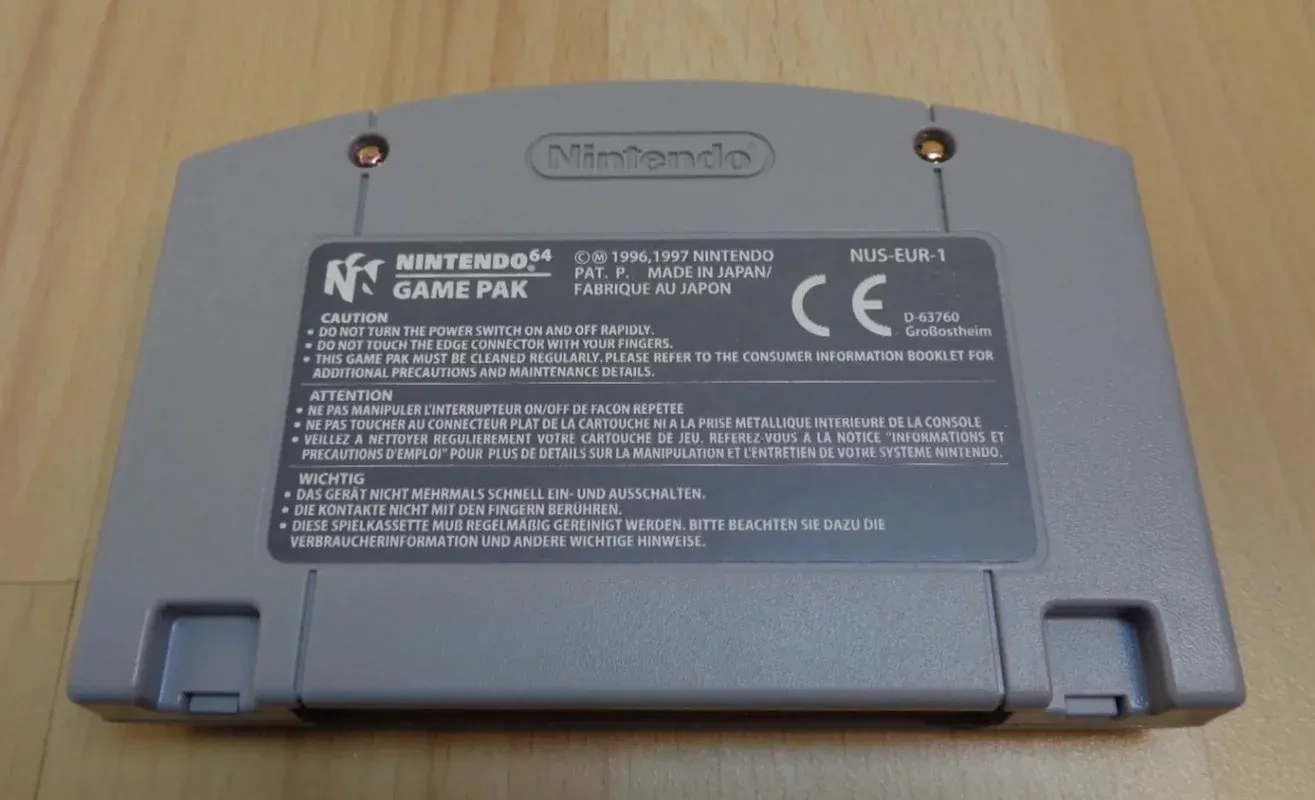 Nintendo®
NINTENDO®64
GAME PAK
©Ⓜ 1996,1997 NINTENDO
PAT. P. MADE IN JAPAN/
FABRIQUE AU JAPON
NUS-EUR-1
CE
D-63760
Großostheim
CAUTION
• DO NOT TURN THE POWER SWITCH ON AND OFF RAPIDLY.
• DO NOT TOUCH THE EDGE CONNECTOR WITH YOUR FINGERS.
• THIS GAME PAK MUST BE CLEANED REGULARLY. PLEASE REFER TO THE CONSUMER INFORMATION BOOKLET FOR
ADDITIONAL PRECAUTIONS AND MAINTENANCE DETAILS.
ATTENTION
• NE PAS MANIPULER L'INTERRUPTEUR ON/OFF DE FACON REPETEE
• NE PAS TOUCHER AU CONNECTEUR PLAT DE LA CARTOUCHE NI A LA PRISE METALLIQUE INTERIEURE DE LA CONSOLE
• VEILLEZ A NETTOYER REGULIEREMENT VOTRE CARTOUCHE DE JEU. REFEREZ-VOUS A LA NOTICE "INFORMATIONS ET
PRECAUTIONS D'EMPLOI" POUR PLUS DE DETAILS SUR LA MANIPULATION ET L'ENTRETIEN DE VOTRE SYSTEME NINTENDO.
WICHTIG
• DAS GERÄT NICHT MEHRMALS SCHNELL EIN- UND AUSSCHALTEN.
• DIE KONTAKTE NICHT MIT DEN FINGERN BERÜHREN.
• DIESE SPIELKASSETTE MUß REGELMÄßIG GEREINIGT WERDEN. BITTE BEACHTEN SIE DAZU DIE
VERBRAUCHERINFORMATION UND ANDERE WICHTIGE HINWEISE.